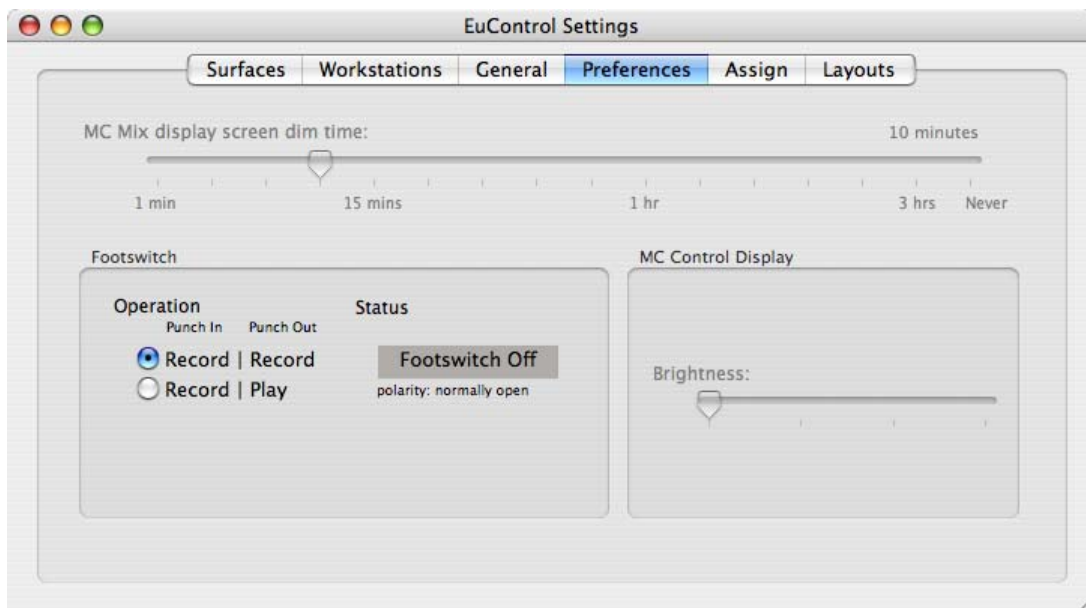 EuControl Settings
Surfaces Workstations General Preferences Assign Layouts
MC Mix display screen dim time: 10 minutes
1 min 15 mins 1 hr 3 hrs Never
Footswitch
Operation Status
Punch In Punch Out
Record | Record
Footswitch Off
Record | Play
polarity: normally open
MC Control Display
Brightness: